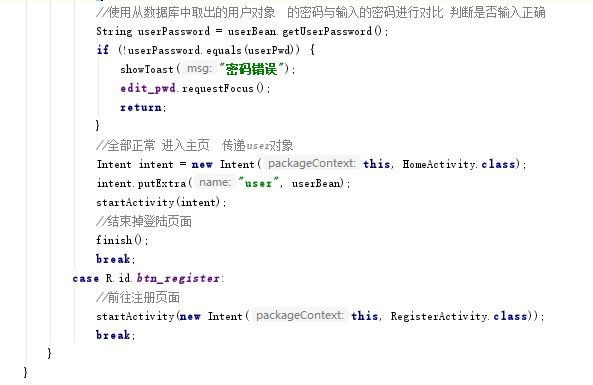 //使用从数据库中取出的用户对象  的密码与输入的密码进行对比 判断是否输入正确
String userPassword = userBean.getUserPassword();
if (!userPassword.equals(userPwd)) {
showToast( msg: "密码错误");
edit_pwd.requestFocus();
return;
}
//全部正常 进入主页  传递user对象
Intent intent = new Intent( packageContext: this, HomeActivity.class);
intent.putExtra( name: "user", userBean);
startActivity(intent);
//结束掉登陆页面
finish();
break;
case R.id.btn_register:
//前往注册页面
startActivity(new Intent( packageContext: this, RegisterActivity.class));
break;
}
}